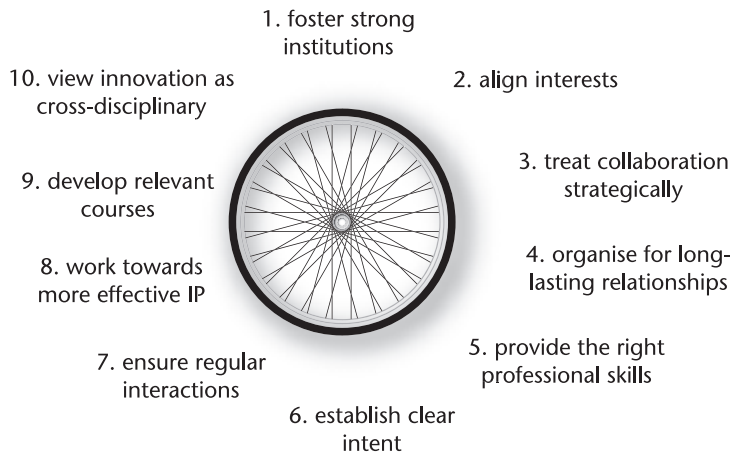 1. foster strong
institutions
2. align interests
3. treat collaboration
strategically
4. organise for long-
lasting relationships
5. provide the right
professional skills
6. establish clear
intent
7. ensure regular
interactions
8. work towards
more effective IP
9. develop relevant
courses
10. view innovation as
cross-disciplinary